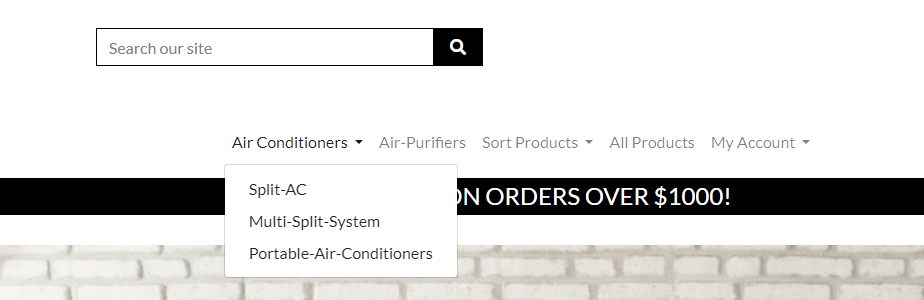 Search our site
Air Conditioners Air-Purifiers Sort Products All Products My Account
Split-AC
ON ORDERS OVER $1000!
Multi-Split-System
Portable-Air-Conditioners